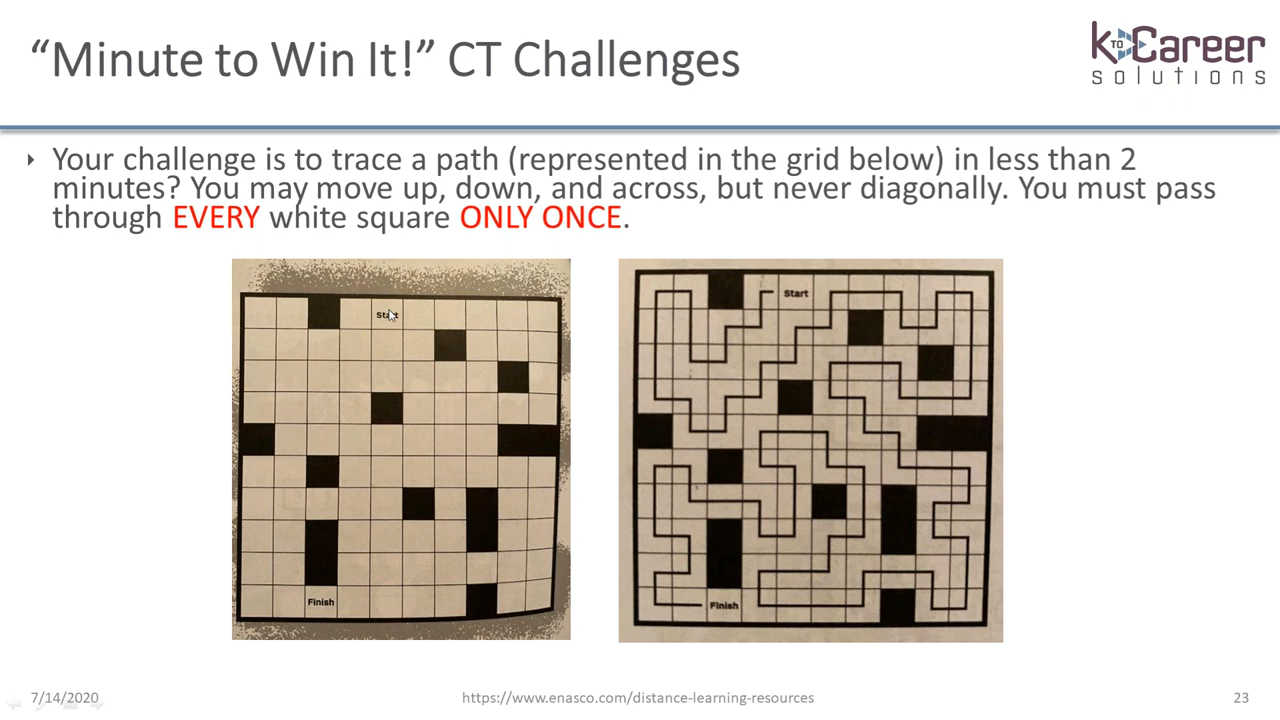 “Minute to Win It!” CT Challenges
K TO Career
solutions
Your challenge is to trace a path (represented in the grid below) in less than 2
minutes? You may move up, down, and across, but never diagonally. You must pass
through EVERY white square ONLY ONCE.
Start
Finish
Start
Finish
7/14/2020
https://www.enasco.com/distance-learning-resources
23